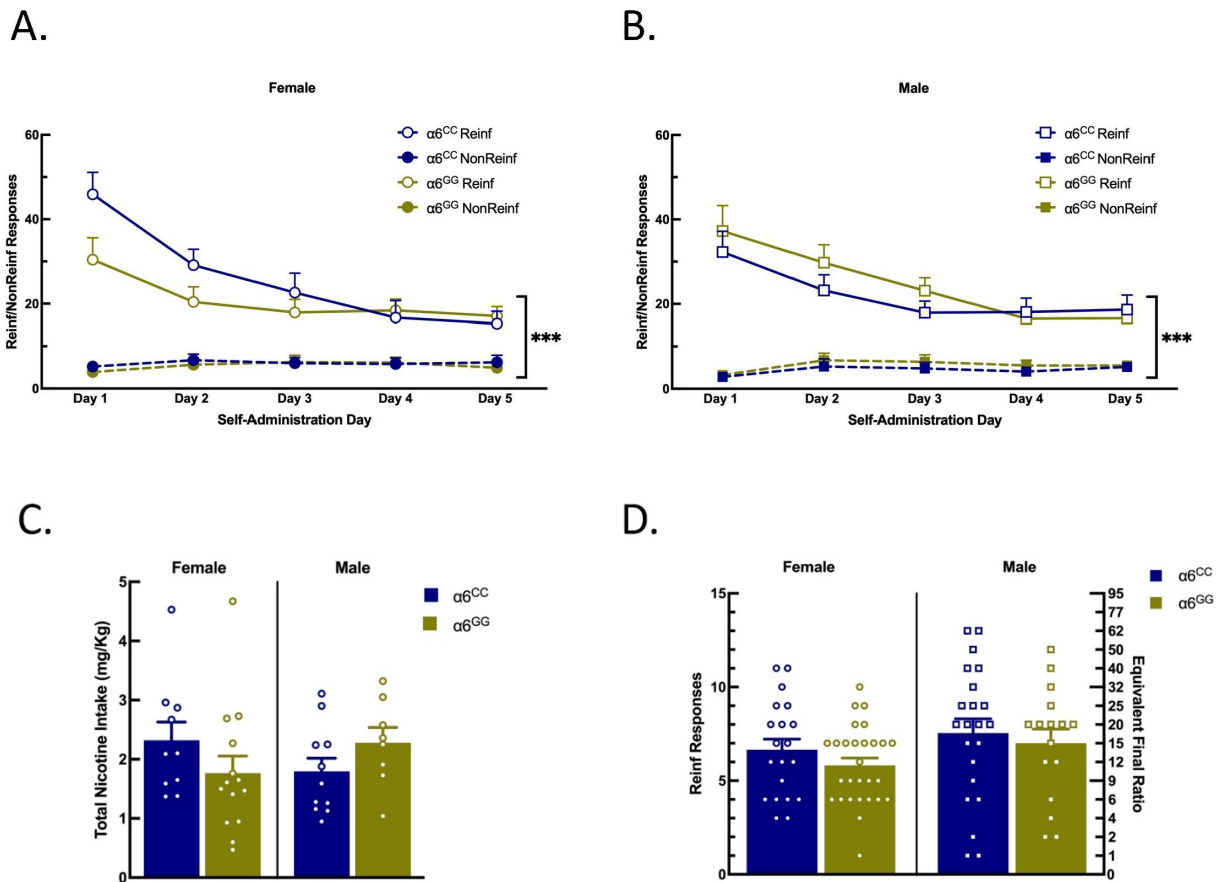 A.
Female
α6CC Reinf
α6CC NonReinf
α6GG Reinf
α6GG NonReinf
Reinf/NonReinf Responses
60
40
20
0
***
Day 1 Day 2 Day 3 Day 4 Day 5
Self-Administration Day
B.
Male
α6CC Reinf
α6CC NonReinf
α6GG Reinf
α6GG NonReinf
Reinf/NonReinf Responses
60
40
20
0
***
Day 1 Day 2 Day 3 Day 4 Day 5
Self-Administration Day
C.
Female Male
α6CC
α6GG
Total Nicotine Intake (mg/Kg)
5
4
3
2
1
0
D.
Female Male
α6CC
α6GG
Reinf Responses
15
10
5
0
95
77
62
50
40
32
25
20
15
12
9
6
4
2
1
0
Equivalent Final Ratio